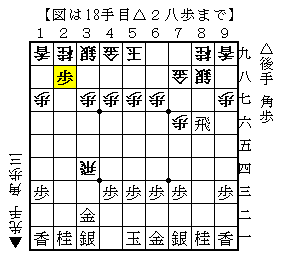 【図は18手目△２八歩まで】
1 2 3 4 5 6 7 8 9
香桂銀金玉桂香九
歩金銀八
歩歩歩歩歩歩七
歩飛六
五
飛四
歩歩歩歩歩歩三
金二
香桂銀玉金銀桂香一
△後手 角歩
▲先手 角歩三